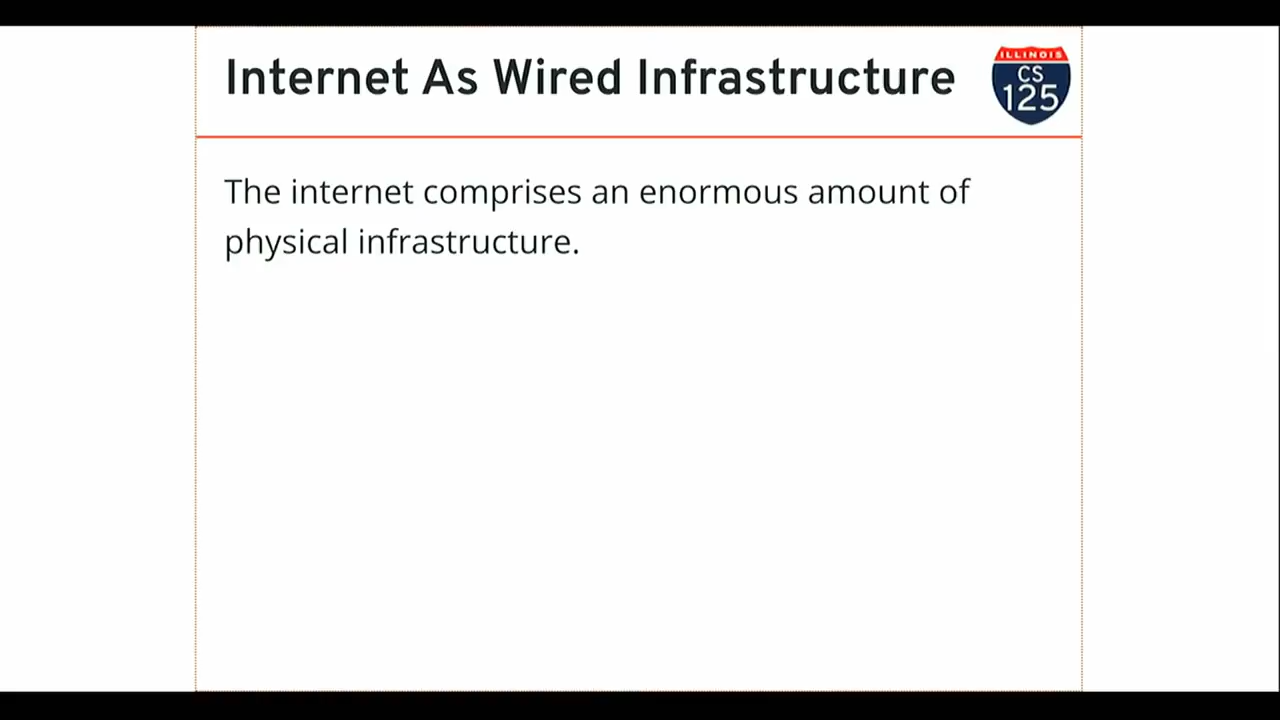 Internet As Wired Infrastructure
ILLINOIS
CS
125
The internet comprises an enormous amount of
physical infrastructure.